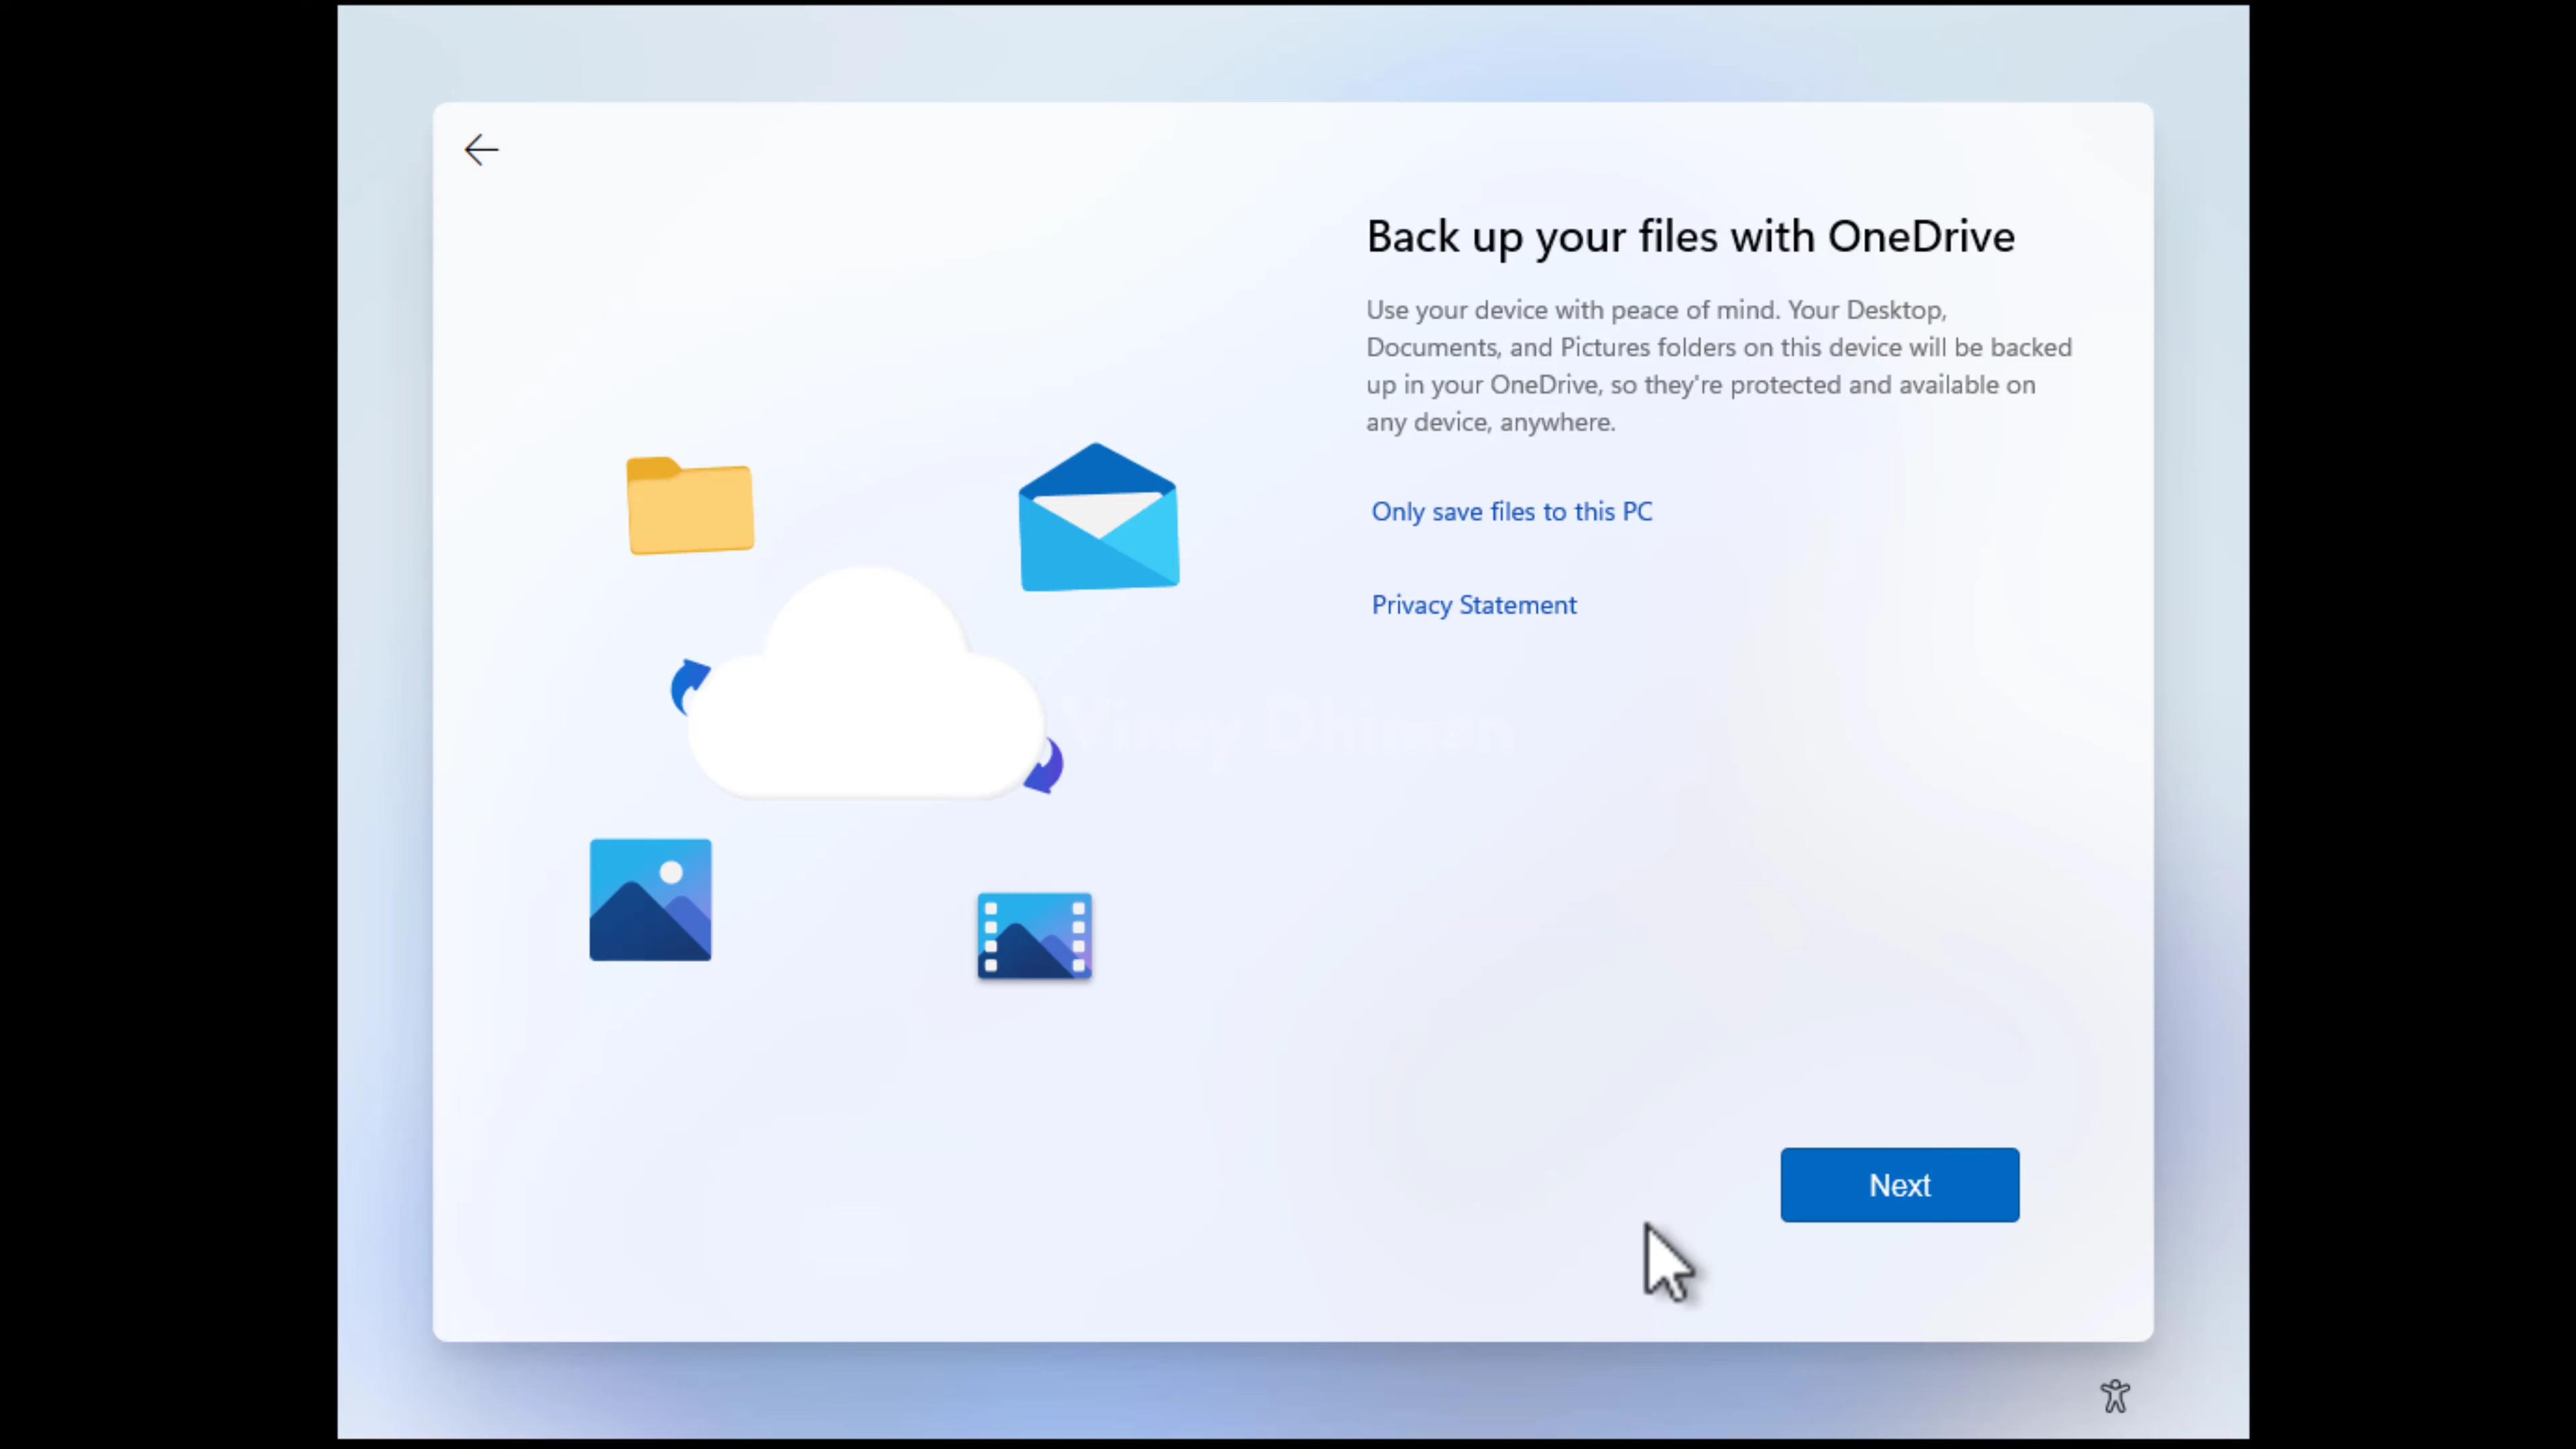 Back up your files with OneDrive
Use your device with peace of mind. Your Desktop,
Documents, and Pictures folders on this device will be backed
up in your OneDrive, so they're protected and available on
any device, anywhere.
Only save files to this PC
Privacy Statement
Vinay Dhiman
Next